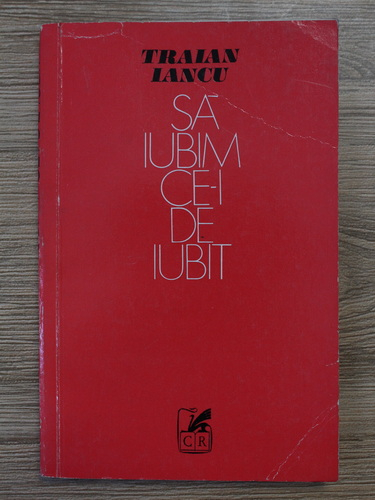 TRAIAN
IANCU
SĂ
IUBIM
CE-I
DE
IUBIT
CR